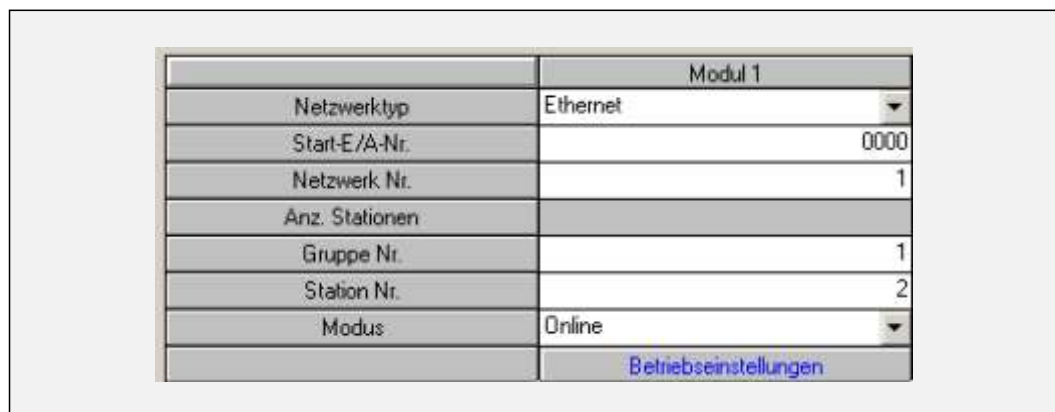 Modul 1
Netzwerktyp Ethernet
Start-E/A-Nr. 0000
Netzwerk Nr. 1
Anz. Stationen
Gruppe Nr. 1
Station Nr. 2
Modus Online
Betriebseinstellungen